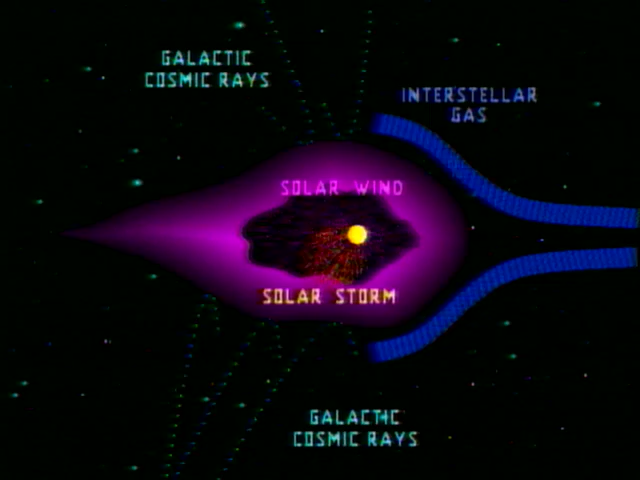 GALACTIC
COSMIC RAYS
INTERSTELLAR
GAS
SOLAR WIND
SOLAR STORM
GALACTIC
COSMIC RAYS